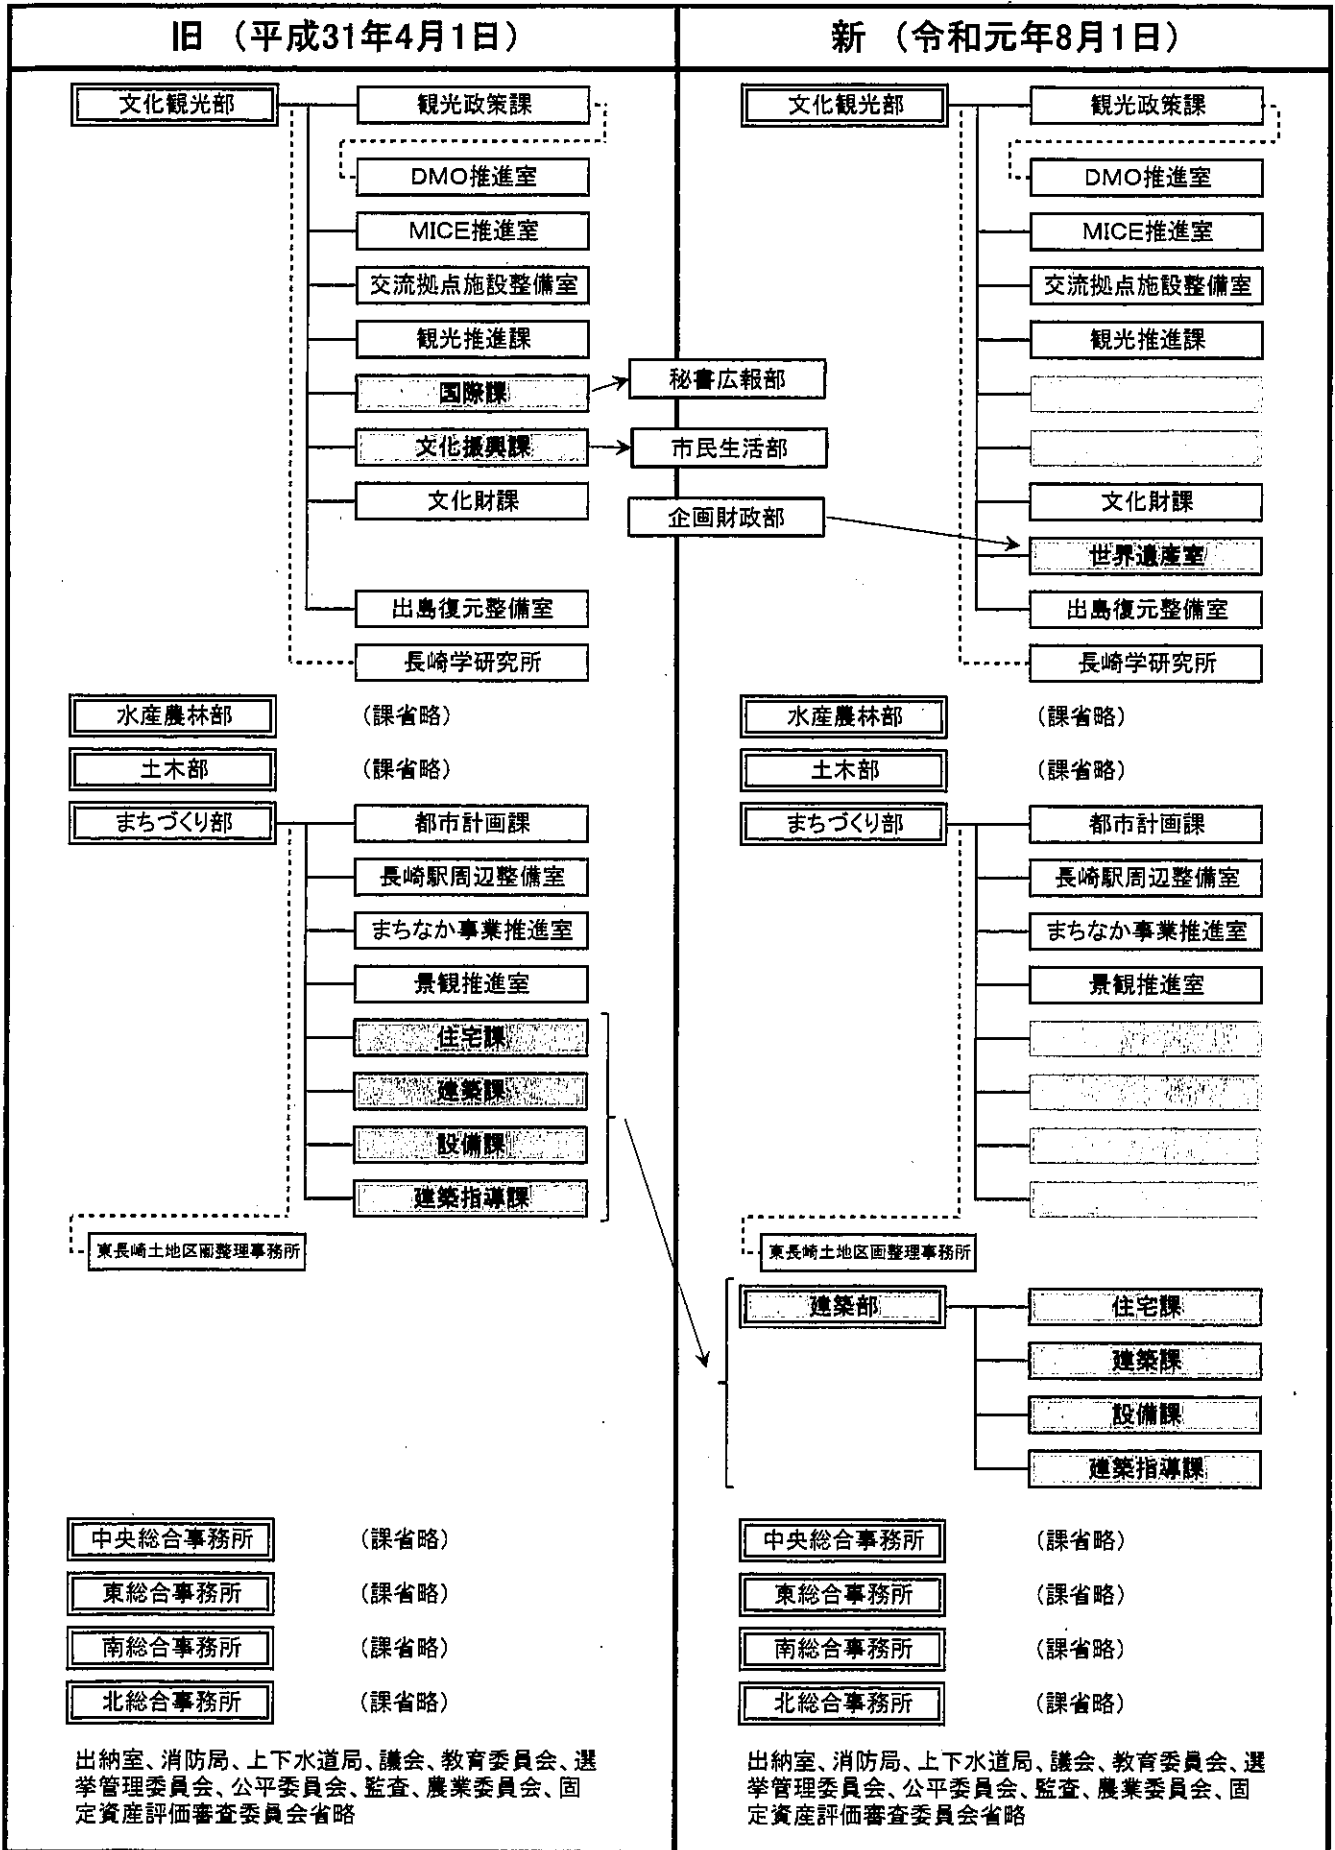 旧 （平成31年4月1日）
文化観光部
観光政策課
DMO推進室
MICE推進室
交流拠点施設整備室
観光推進課
国際課
秘書広報部
文化振興課
市民生活部
文化財課
企画財政部
出島復元整備室
長崎学研究所
水産農林部
（課省略）
土木部
（課省略）
まちづくり部
都市計画課
長崎駅周辺整備室
まちなか事業推進室
景観推進室
住宅課
建築課
設備課
建築指導課
東長崎土地区画整理事務所
中央総合事務所
（課省略）
東総合事務所
（課省略）
南総合事務所
（課省略）
北総合事務所
（課省略）
出納室、消防局、上下水道局、議会、教育委員会、選
挙管理委員会、公平委員会、監査、農業委員会、固
定資産評価審査委員会省略
新 （令和元年8月1日）
文化観光部
観光政策課
DMO推進室
MICE推進室
交流拠点施設整備室
観光推進課
文化財課
世界遺産室
出島復元整備室
長崎学研究所
水産農林部
（課省略）
土木部
（課省略）
まちづくり部
都市計画課
長崎駅周辺整備室
まちなか事業推進室
景観推進室
東長崎土地区画整理事務所
建築部
住宅課
建築課
設備課
建築指導課
中央総合事務所
（課省略）
東総合事務所
（課省略）
南総合事務所
（課省略）
北総合事務所
（課省略）
出納室、消防局、上下水道局、議会、教育委員会、選
挙管理委員会、公平委員会、監査、農業委員会、固
定資産評価審査委員会省略